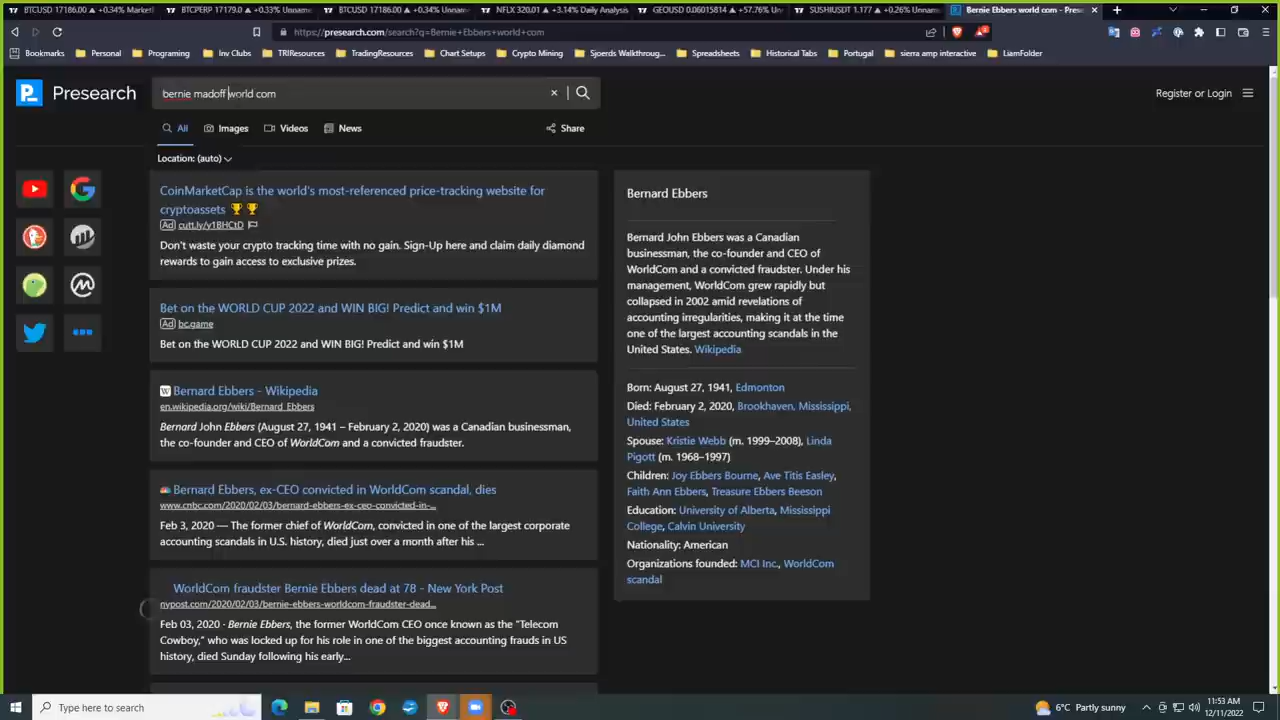 BTCUSD 17186.00 ▲ +0.34% Market
BTCPERP 17179.0 ▲ +0.33% Unname
BTCUSD 17186.00 ▲ +0.34% Unnam
NFLX 320.01 ▲ +3.14% Daily Analysis
GEOUSD 0.06015814 ▲ +57.76% Un
SUSHIUSDT 1.177 ▲ +0.26% Unnam
Bernie Ebbers world com - Pres
https://presearch.com/search?q=Bernie+Ebbers+world+com
Bookmarks
Personal
Programing
Inv Clubs
TRIResources
TradingResources
Chart Setups
Crypto Mining
Sjoerds Walkthroug...
Spreadsheets
Historical Tabs
Portugal
sierra amp interactive
LiamFolder
Presearch
bernie madoff world com
Register or Login
All
Images
Videos
News
Share
Location: (auto)
CoinMarketCap is the world's most-referenced price-tracking website for
cryptoassets 🏆 🏆
Ad cutt.ly/y1BHCtD
Don't waste your crypto tracking time with no gain. Sign-Up here and claim daily diamond
rewards to gain access to exclusive prizes.
Bet on the WORLD CUP 2022 and WIN BIG! Predict and win $1M
Ad bc.game
Bet on the WORLD CUP 2022 and WIN BIG! Predict and win $1M
W Bernard Ebbers - Wikipedia
en.wikipedia.org/wiki/Bernard_Ebbers
Bernard John Ebbers (August 27, 1941 – February 2, 2020) was a Canadian businessman,
the co-founder and CEO of WorldCom and a convicted fraudster.
Bernard Ebbers, ex-CEO convicted in WorldCom scandal, dies
www.cnbc.com/2020/02/03/bernard-ebbers-ex-ceo-convicted-in-...
Feb 3, 2020 — The former chief of WorldCom, convicted in one of the largest corporate
accounting scandals in U.S. history, died just over a month after his ...
WorldCom fraudster Bernie Ebbers dead at 78 - New York Post
nypost.com/2020/02/03/bernie-ebbers-worldcom-fraudster-dead...
Feb 03, 2020 - Bernie Ebbers, the former WorldCom CEO once known as the "Telecom
Cowboy," who was locked up for his role in one of the biggest accounting frauds in US
history, died Sunday following his early...
Bernard Ebbers
Bernard John Ebbers was a Canadian
businessman, the co-founder and CEO of
WorldCom and a convicted fraudster. Under his
management, WorldCom grew rapidly but
collapsed in 2002 amid revelations of
accounting irregularities, making it at the time
one of the largest accounting scandals in the
United States. Wikipedia
Born: August 27, 1941, Edmonton
Died: February 2, 2020, Brookhaven, Mississippi,
United States
Spouse: Kristie Webb (m. 1999–2008), Linda
Pigott (m. 1968–1997)
Children: Joy Ebbers Bourne, Ave Titis Easley,
Faith Ann Ebbers, Treasure Ebbers Beeson
Education: University of Alberta, Mississippi
College, Calvin University
Nationality: American
Organizations founded: MCI Inc., WorldCom
scandal
Type here to search
6°C Partly sunny
11:53 AM
12/11/2022